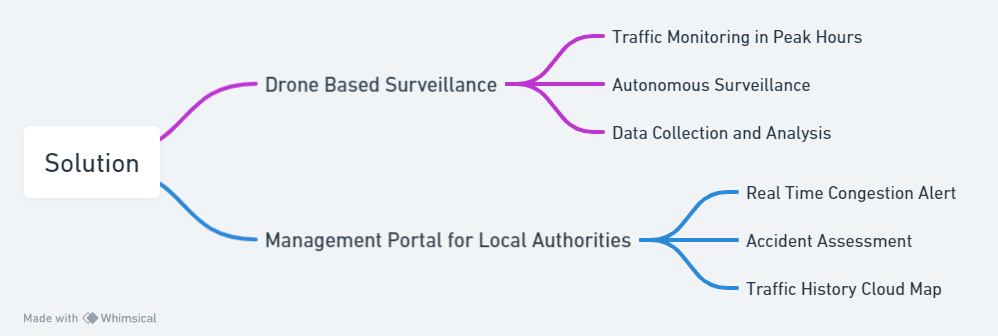 Solution
Drone Based Surveillance
Traffic Monitoring in Peak Hours
Autonomous Surveillance
Data Collection and Analysis
Management Portal for Local Authorities
Real Time Congestion Alert
Accident Assessment
Traffic History Cloud Map
Made with Whimsical